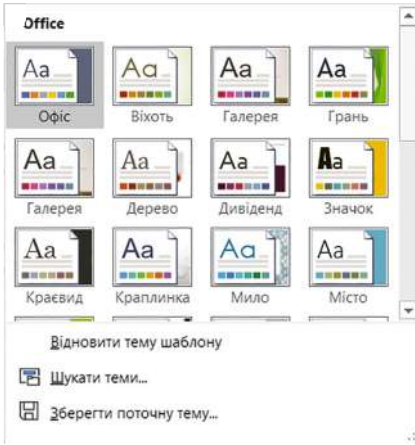 Office
Aa Aa Aa Aa
Офіс Віхоть Галерея Грань
Aa Aa Aa Aa
Галерея Дерево Дивіденд Значок
Aa Aa Aa Aa
Краєвид Краплинка Мило Місто
Відновити тему шаблону
Шукати теми...
Зберегти поточну тему...